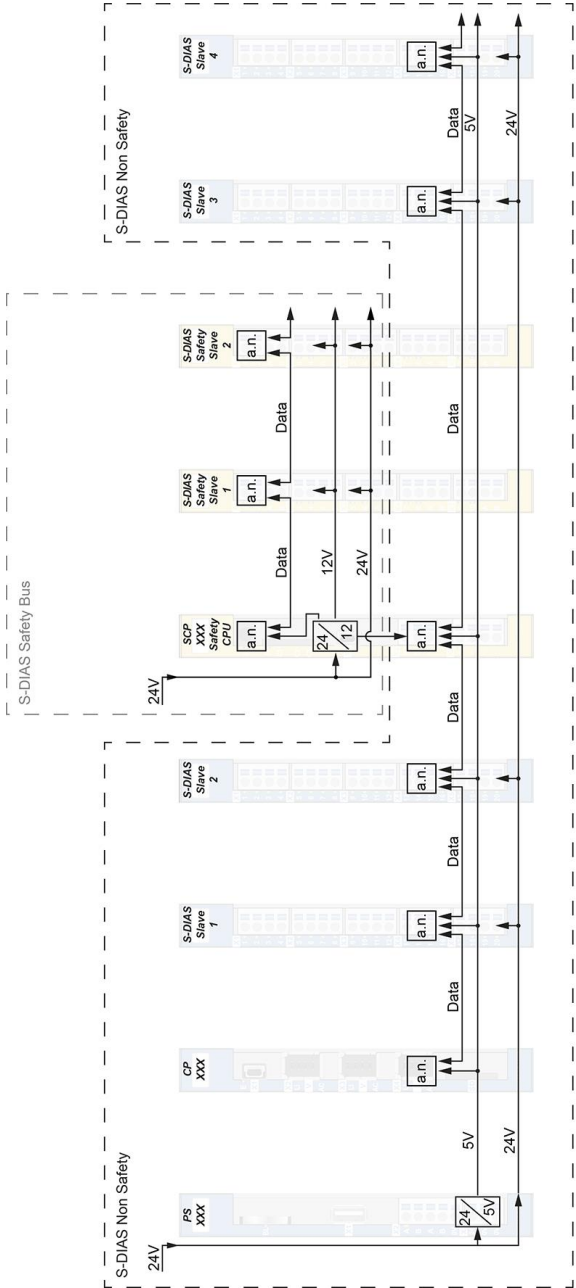 S-DIAS Non Safety
S-DIAS Safety Bus
S-DIAS Non Safety
PS
XXX
CP
XXX
S-DIAS
Slave
1
S-DIAS
Slave
2
SCP
XXX
Safety
CPU
S-DIAS
Safety
Slave
1
S-DIAS
Safety
Slave
2
S-DIAS
Slave
3
S-DIAS
Slave
4
24V
24V
a.n.
Data
a.n.
Data
a.n.
24
12
12V
24V
a.n.
Data
a.n.
Data
a.n.
Data
a.n.
Data
a.n.
Data
a.n.
Data
a.n.
24
5V
5V
5V
24V
24V